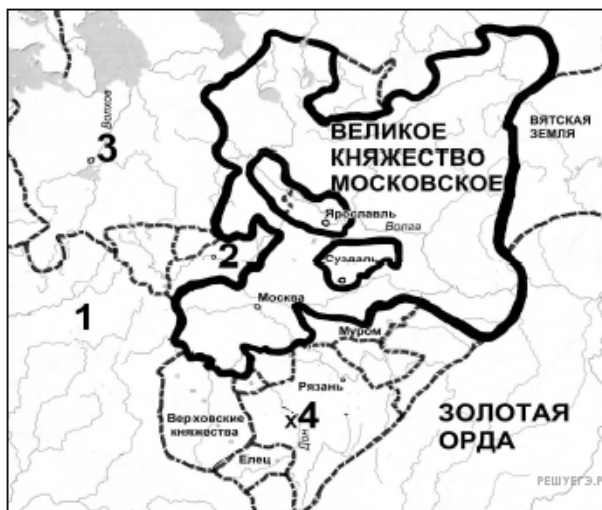 Волхов
3
ВЕЛИКОЕ
КНЯЖЕСТВО
МОСКОВСКОЕ
ВЯТСКАЯ
ЗЕМЛЯ
Ярославль
Волга
2
Суздаль
1
Москва
Муром
Рязань
Верховские
княжества
х4
Дон
Елец
ЗОЛОТАЯ
ОРДА
РЕШУЕГЭ.Р